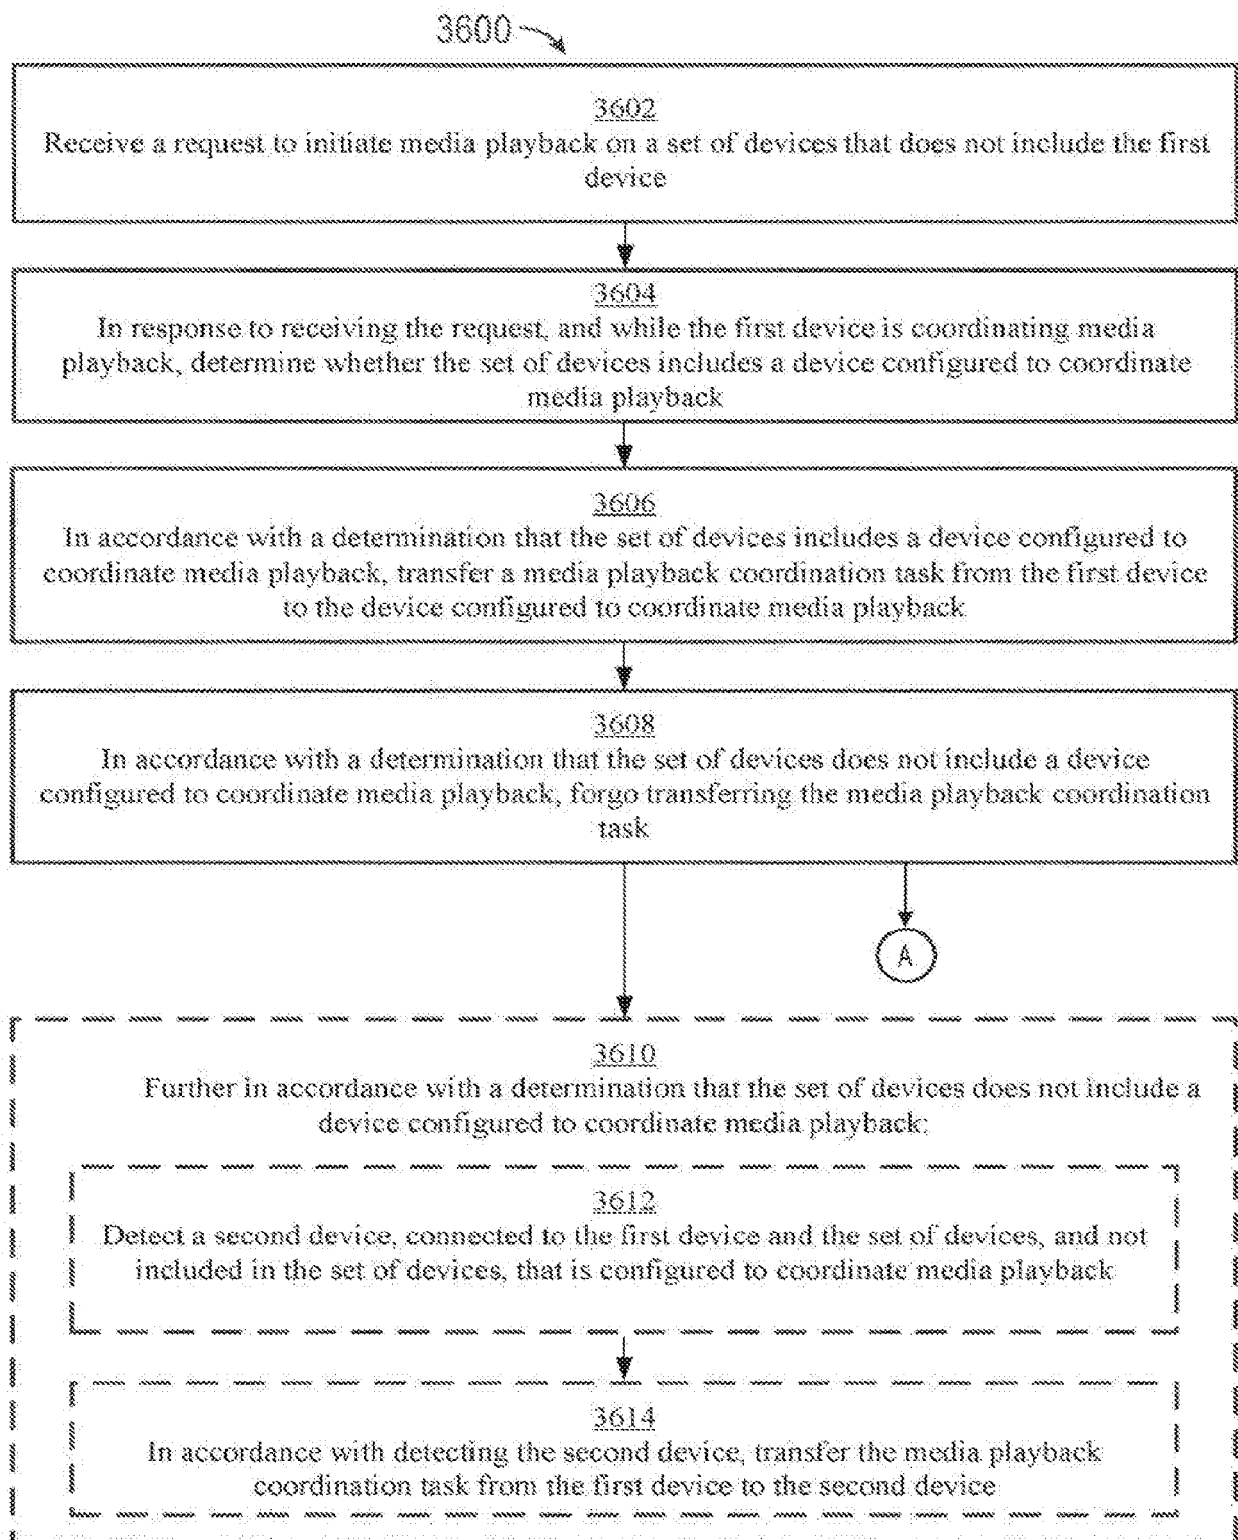 3600
3602
Receive a request to initiate media playback on a set of devices that does not include the first
device
3604
In response to receiving the request, and while the first device is coordinating media
playback, determine whether the set of devices includes a device configured to coordinate
media playback
3606
In accordance with a determination that the set of devices includes a device configured to
coordinate media playback, transfer a media playback coordination task from the first device
to the device configured to coordinate media playback
3608
In accordance with a determination that the set of devices does not include a device
configured to coordinate media playback, forgo transferring the media playback coordination
task
A
3610
Further in accordance with a determination that the set of devices does not include a
device configured to coordinate media playback:
3612
Detect a second device, connected to the first device and the set of devices, and not
included in the set of devices, that is configured to coordinate media playback
3614
In accordance with detecting the second device, transfer the media playback
coordination task from the first device to the second device